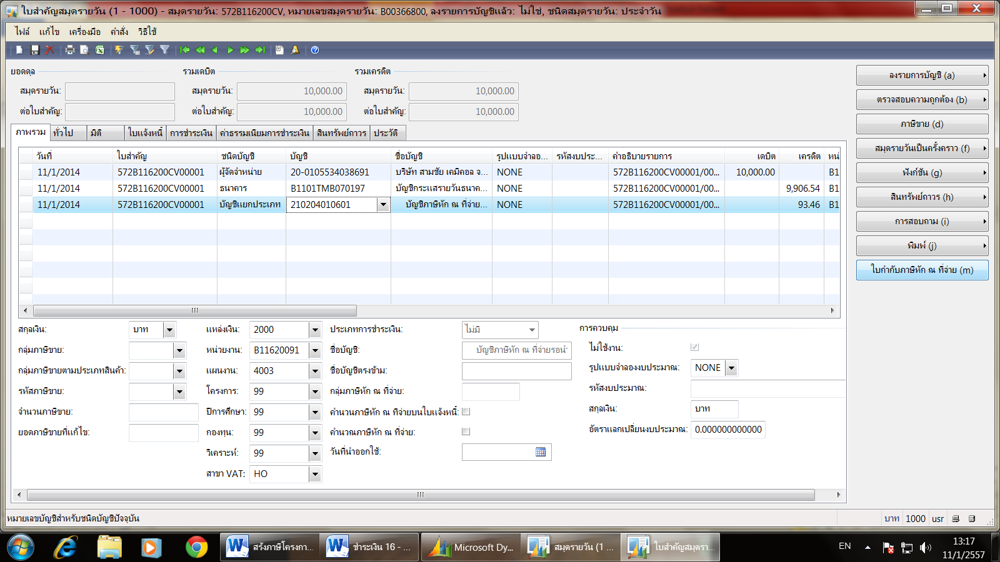 ใบสำคัญสมุดรายวัน (1 - 1000) - สมุดรายวัน: 572B116200CV, หมายเลขสมุดรายวัน: B00366800, ลงรายการบัญชีแล้ว: ไม่ใช่, ชนิดสมุดรายวัน: ประจำวัน
ไฟล์ แก้ไข เครื่องมือ คำสั่ง วิธีใช้
ยอดดุล รวมเดบิต รวมเครดิต
สมุดรายวัน: สมุดรายวัน: 10,000.00 สมุดรายวัน: 10,000.00
ต่อใบสำคัญ: ต่อใบสำคัญ: 10,000.00 ต่อใบสำคัญ: 10,000.00
ภาพรวม ทั่วไป มิติ ใบแจ้งหนี้ การชำระเงิน ค่าธรรมเนียมการชำระเงิน สินทรัพย์ถาวร ประวัติ
วันที่ ใบสำคัญ ชนิดบัญชี บัญชี ชื่อบัญชี รูปแบบจำลอ... รหัสงบประ... คำอธิบายรายการ เดบิต เครดิต หน่
11/1/2014 572B116200CV00001 ผู้จัดจำหน่าย 20-0105534038691 บริษัท สามชัย เคมิคอล จ... NONE 572B116200CV00001/00... 10,000.00 B1
11/1/2014 572B116200CV00001 ธนาคาร B1101TMB070197 บัญชีกระแสรายวันธนาค... NONE 572B116200CV00001/00... 9,906.54 B1
11/1/2014 572B116200CV00001 บัญชีแยกประเภท 210204010601 บัญชีภาษีหัก ณ ที่จ่าย... NONE 572B116200CV00001/00... 93.46 B1
สกุลเงิน: บาท แหล่งเงิน: 2000 ประเภทการชำระเงิน: ไม่มี การควบคุม
กลุ่มภาษีขาย: หน่วยงาน: B11620091 ชื่อบัญชี: บัญชีภาษีหัก ณ ที่จ่ายรอนำ ไม่ใช้งาน:
กลุ่มภาษีขายตามประเภทสินค้า: แผนงาน: 4003 ชื่อบัญชีตรงข้าม: รูปแบบจำลองงบประมาณ: NONE
รหัสภาษีขาย: โครงการ: 99 กลุ่มภาษีหัก ณ ที่จ่าย: รหัสงบประมาณ:
จำนวนภาษีขาย: ปีการศึกษา: 99 คำนวนภาษีหัก ณ ที่จ่ายบนใบแจ้งหนี้: สกุลเงิน: บาท
ยอดภาษีขายที่แก้ไข: กองทุน: 99 คำนวณภาษีหัก ณ ที่จ่าย: อัตราแลกเปลี่ยนงบประมาณ: 0.000000000000
วิเคราะห์: 99 วันที่นำออกใช้:
สาขา VAT: HO
ลงรายการบัญชี (a)
ตรวจสอบความถูกต้อง (b)
ภาษีขาย (d)
สมุดรายวันเป็นครั้งคราว (f)
ฟังก์ชัน (g)
สินทรัพย์ถาวร (h)
การสอบถาม (i)
พิมพ์ (j)
ใบกำกับภาษีหัก ณ ที่จ่าย (m)
หมายเลขบัญชีสำหรับชนิดบัญชีปัจจุบัน บาท 1000 usr
สร้งภาษีโครงกา... ชำระเงิน 16 - ... Microsoft Dy... สมุดรายวัน (1 ... ใบสำคัญสมุดรา... EN 13:17
11/1/2557